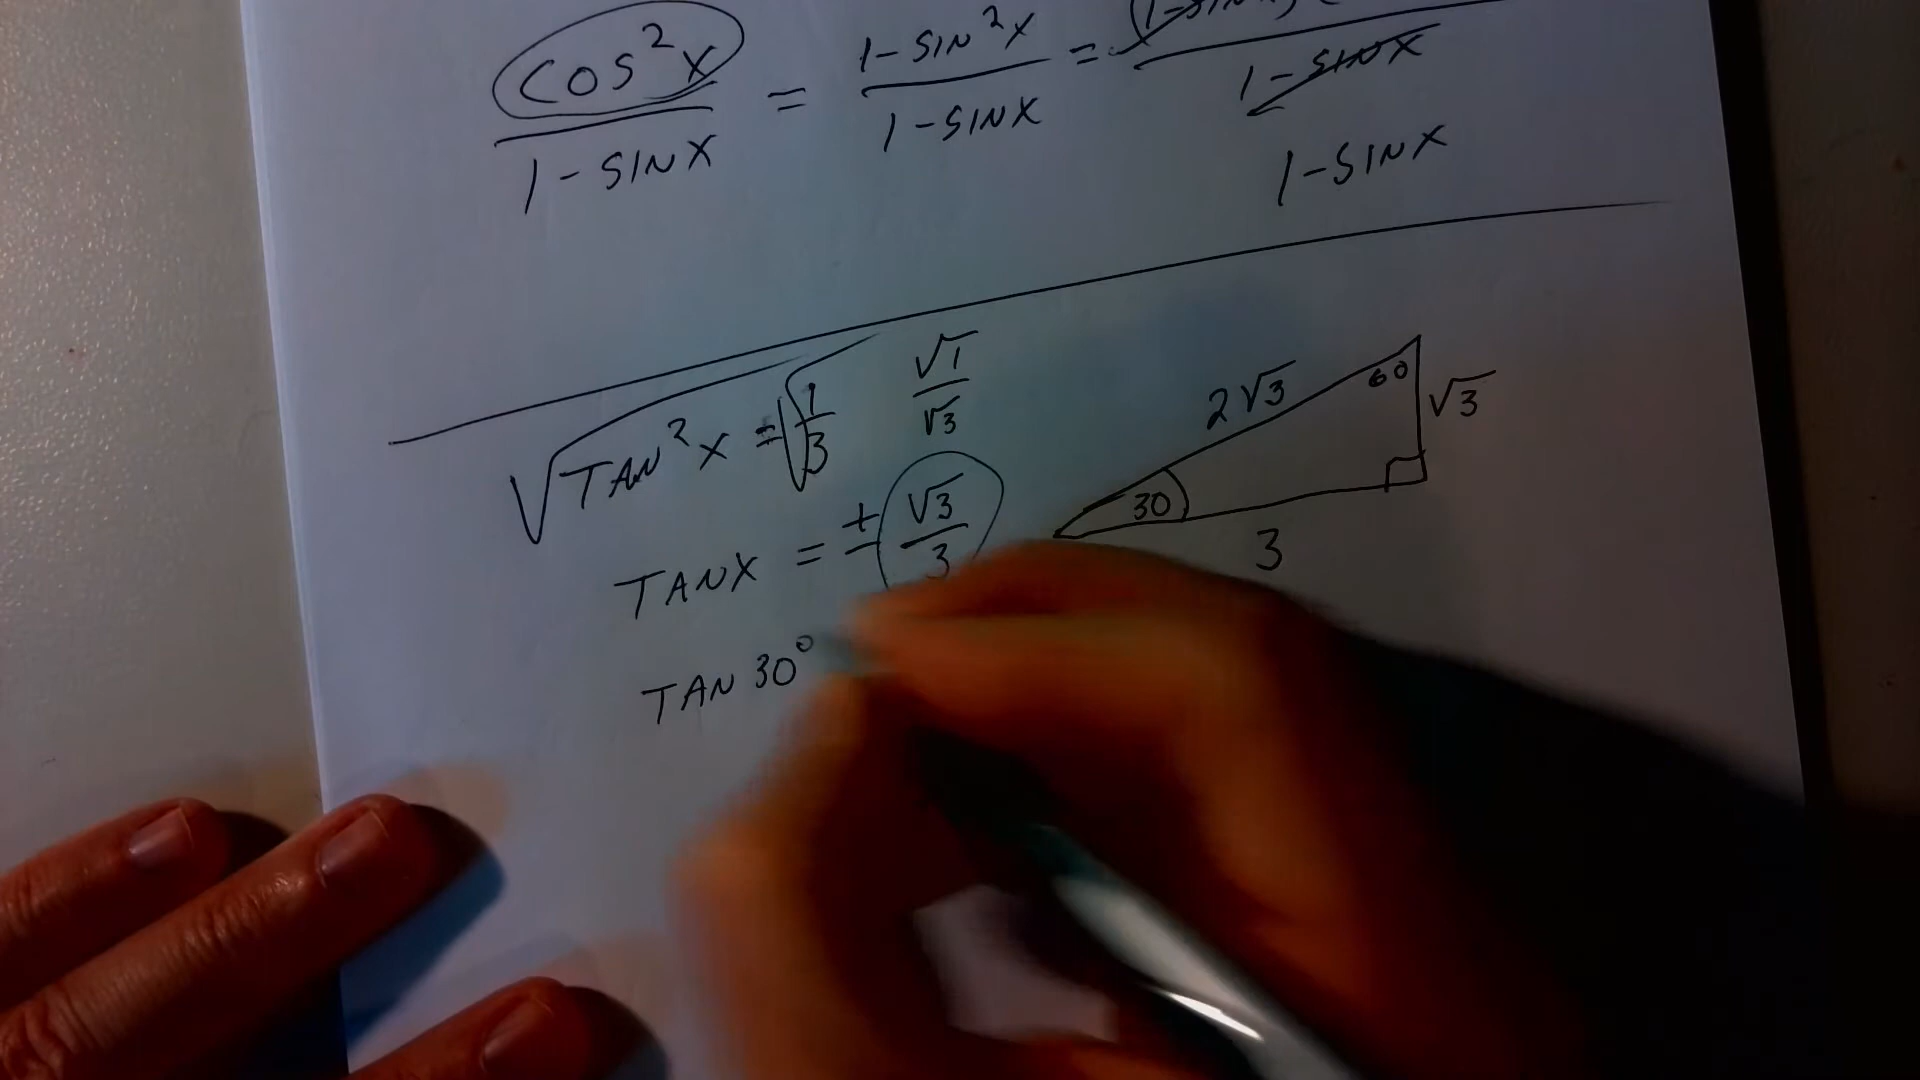 cos²x / 1-sinx = 1-sin²x / 1-sinx = / 1-sinx
1-sinx
√TAN²x = √1/3 √1/√3
TANX = ± √3/3
TAN 30°
2√3 60 √3
30
3